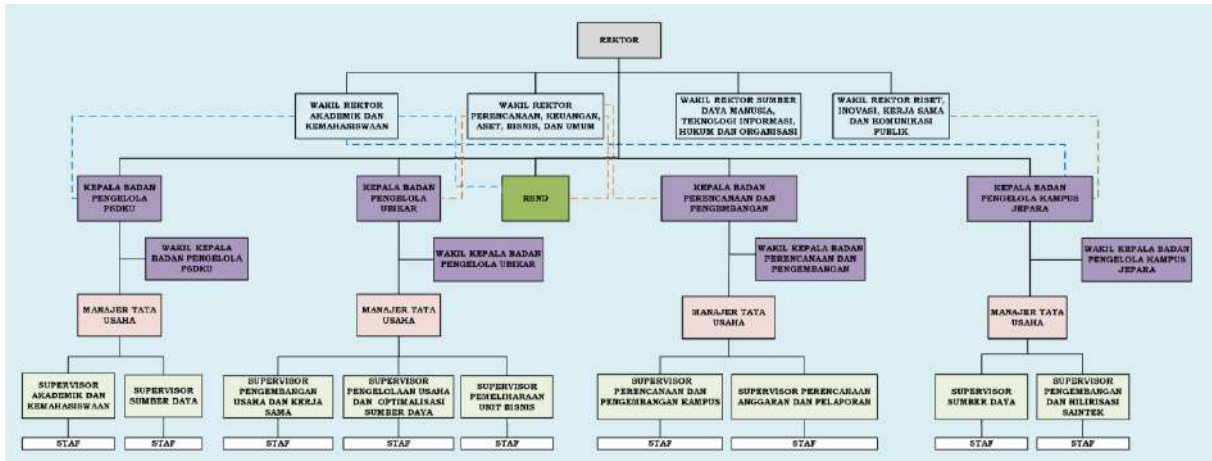 REKTOR
WAKIL REKTOR
AKADEMIK DAN
KEMAHASISWAAN
WAKIL REKTOR
PERENCANAAN, KEUANGAN,
ASET, BISNIS, DAN UMUM
WAKIL REKTOR SUMBER
DAYA MANUSIA,
TEKNOLOGI INFORMASI,
HUKUM DAN ORGANISASI
WAKIL REKTOR RISET,
INOVASI, KERJA SAMA
DAN KOMUNIKASI
PUBLIK
KEPALA BADAN
PENGELOLA
PSDKU
KEPALA BADAN
PENGELOLA
UBIKAR
RSND
KEPALA BADAN
PERENCANAAN DAN
PENGEMBANGAN
KEPALA BADAN
PENGELOLA KAMPUS
JEPARA
WAKIL KEPALA
BADAN PENGELOLA
PSDKU
WAKIL KEPALA BADAN
PENGELOLA UBIKAR
WAKIL KEPALA BADAN
PERENCANAAN DAN
PENGEMBANGAN
WAKIL KEPALA BADAN
PENGELOLA KAMPUS
JEPARA
MANAJER TATA
USAHA
MANAJER TATA
USAHA
MANAJER TATA
USAHA
MANAJER TATA
USAHA
SUPERVISOR
AKADEMIK DAN
KEMAHASISWAAN
SUPERVISOR
SUMBER DAYA
SUPERVISOR
PENGEMBANGAN
USAHA DAN KERJA
SAMA
SUPERVISOR
PENGELOLAAN USAHA
DAN OPTIMALISASI
SUMBER DAYA
SUPERVISOR
PEMELIHARAAN
UNIT BISNIS
SUPERVISOR
PERENCANAAN DAN
PENGEMBANGAN KAMPUS
SUPERVISOR PERENCANAAN
ANGGARAN DAN PELAPORAN
SUPERVISOR
SUMBER DAYA
SUPERVISOR
PENGEMBANGAN
DAN HILIRISASI
SAINTEK
STAF
STAF
STAF
STAF
STAF
STAF
STAF
STAF
STAF